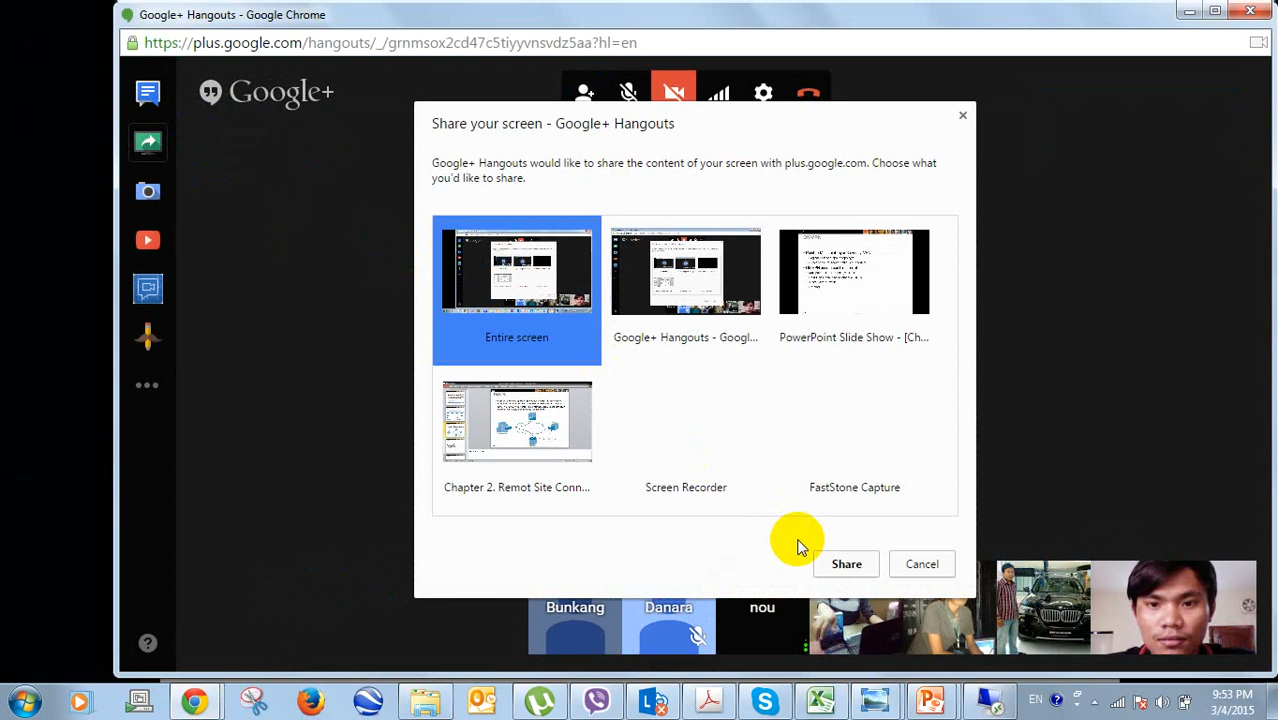 Google+ Hangouts - Google Chrome
https://plus.google.com/hangouts/_/grnmsox2cd47c5tiyyvnsvdz5aa?hl=en
Google+
Share your screen - Google+ Hangouts
Google+ Hangouts would like to share the content of your screen with plus.google.com. Choose what
you'd like to share.
Entire screen
Google+ Hangouts - Googl...
PowerPoint Slide Show - [Ch...
Chapter 2. Remot Site Conn...
Screen Recorder
FastStone Capture
Share
Cancel
Bunkang
Danara
nou
EN
9:53 PM
3/4/2015